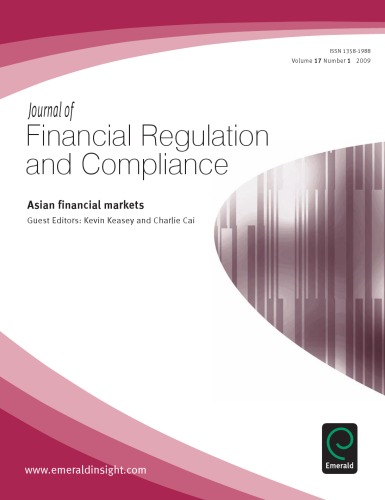 ISSN 1358-1988
Volume 17 Number 1 2009
Journal of
Financial Regulation
and Compliance
Asian financial markets
Guest Editors: Kevin Keasey and Charlie Cai
www.emeraldinsight.com
Emerald